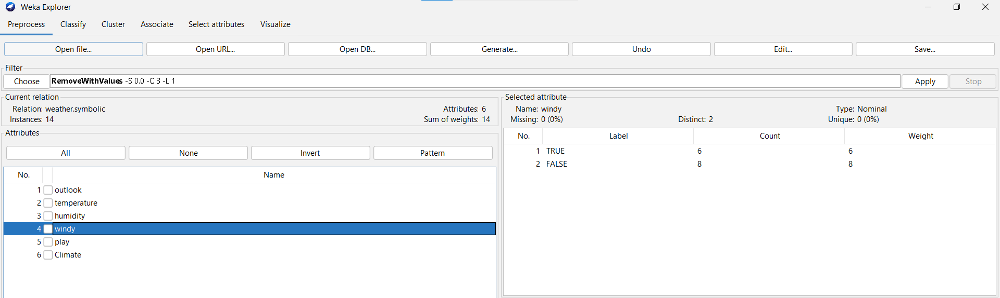 Weka Explorer
Preprocess Classify Cluster Associate Select attributes Visualize
Open file... Open URL... Open DB... Generate... Undo Edit... Save...
Filter
Choose RemoveWithValues -S 0.0 -C 3 -L 1 Apply Stop
Current relation
Relation: weather.symbolic Attributes: 6
Instances: 14 Sum of weights: 14
Attributes
All None Invert Pattern
No. Name
1 outlook
2 temperature
3 humidity
4 windy
5 play
6 Climate
Selected attribute
Name: windy Type: Nominal
Missing: 0 (0%) Distinct: 2 Unique: 0 (0%)
No. Label Count Weight
1 TRUE 6 6
2 FALSE 8 8